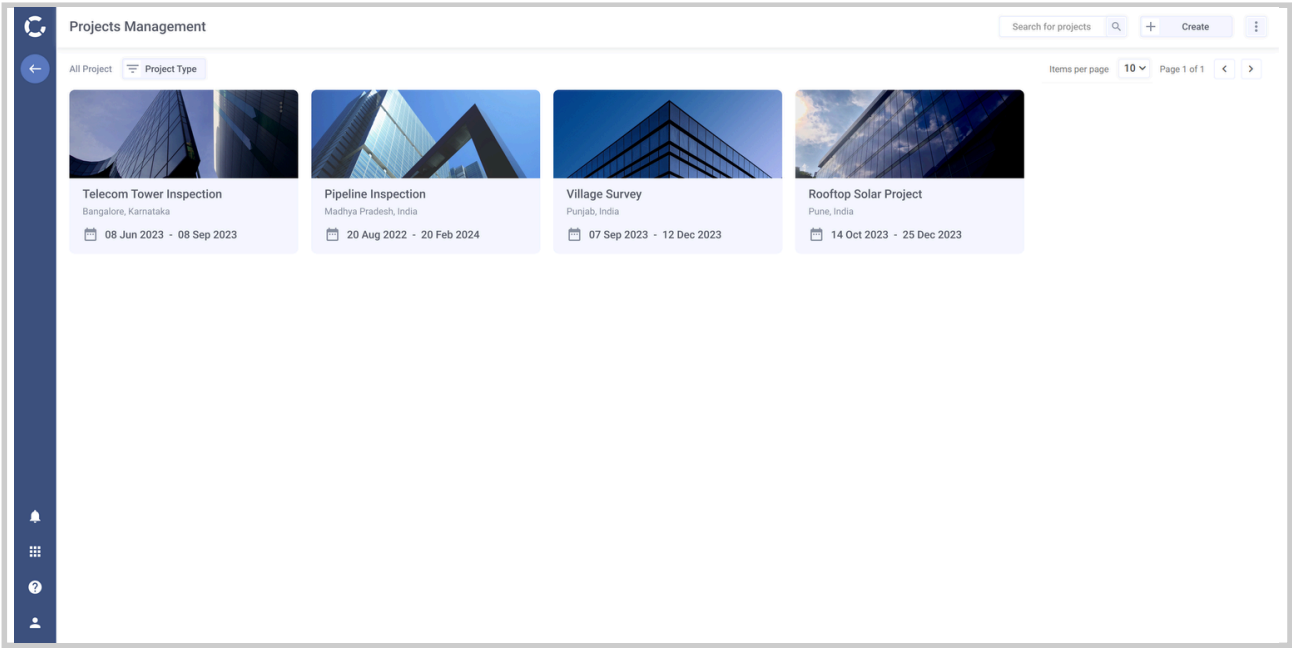 Projects Management
Search for projects
Create
All Project
Project Type
Items per page 10 Page 1 of 1
Telecom Tower Inspection
Bangalore, Karnataka
08 Jun 2023 - 08 Sep 2023
Pipeline Inspection
Madhya Pradesh, India
20 Aug 2022 - 20 Feb 2024
Village Survey
Punjab, India
07 Sep 2023 - 12 Dec 2023
Rooftop Solar Project
Pune, India
14 Oct 2023 - 25 Dec 2023